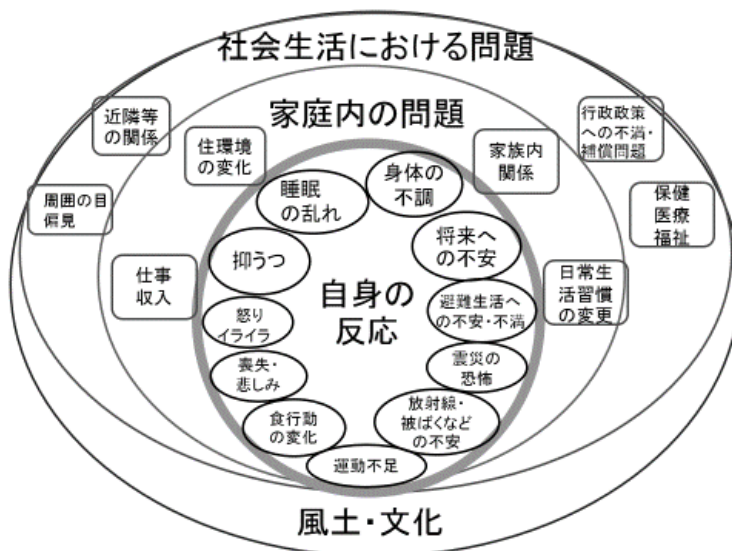 社会生活における問題
家庭内の問題
近隣等
の関係
行政政策
への不満・
補償問題
住環境
の変化
家族内
関係
周囲の目
偏見
保健
医療
福祉
仕事
収入
日常生
活習慣
の変更
自身の
反応
身体の
不調
睡眠
の乱れ
将来へ
の不安
抑うつ
避難生活へ
の不安・不満
怒り
イライラ
震災の
恐怖
喪失・
悲しみ
放射線・
被ばくなど
の不安
食行動
の変化
運動不足
風土・文化